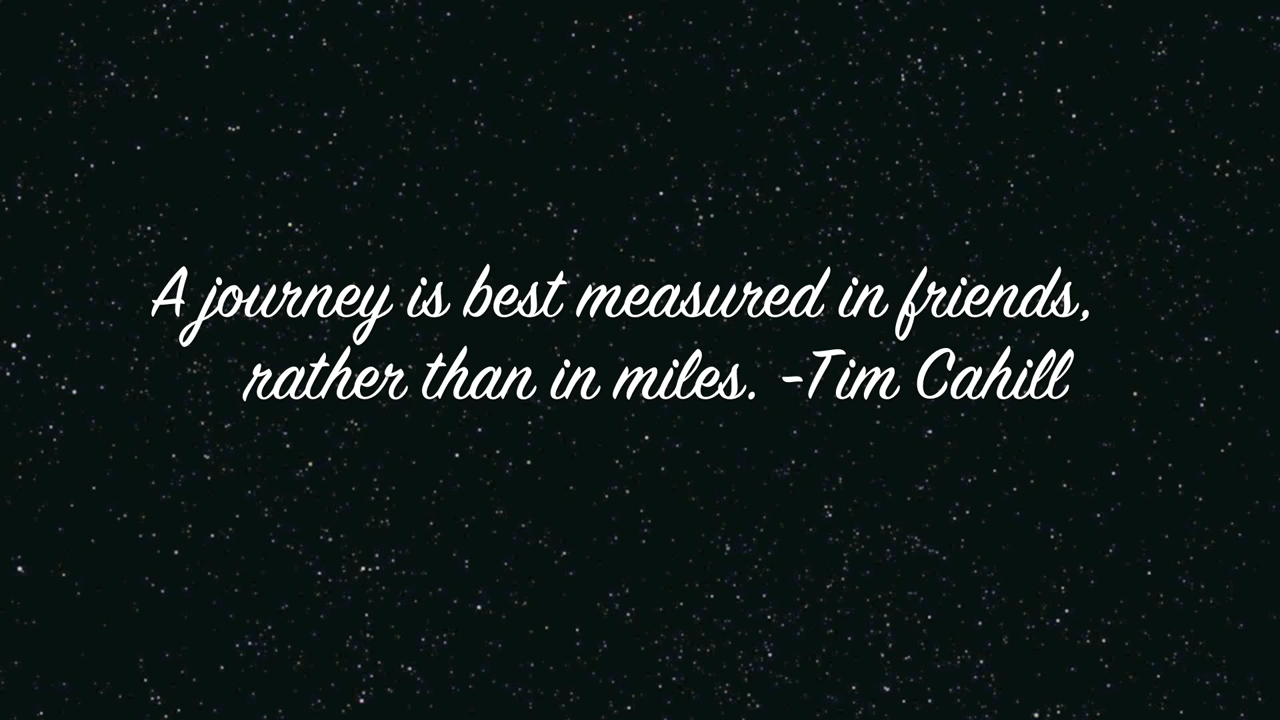 A journey is best measured in friends,
rather than in miles. -Tim Cahill